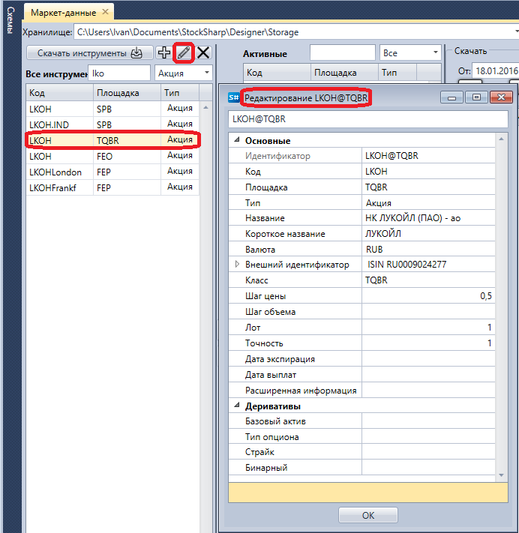 Схемы
Маркет-данные
Хранилище: C:\Users\Ivan\Documents\StockSharp\Designer\Storage
Скачать инструменты
Активные
Все
Скачать
Все инструмен
lko
Акция
Код Площадка Тип
От: 18.01.2016
Код Площадка Тип
LKOH SPB Акция
LKOH.IND SPB Акция
LKOH TQBR Акция
LKOH FEO Акция
LKOHLondon FEP Акция
LKOHFrankf FEP Акция
S# Редактирование LKOH@TQBR
LKOH@TQBR
Основные
Идентификатор LKOH@TQBR
Код LKOH
Площадка TQBR
Тип Акция
Название НК ЛУКОЙЛ (ПАО) - ао
Короткое название ЛУКОЙЛ
Валюта RUB
Внешний идентификатор ISIN RU0009024277
Класс TQBR
Шаг цены 0,5
Шаг объема
Лот 1
Точность 1
Дата экспирация
Дата выплат
Расширенная информация
Деривативы
Базовый актив
Тип опциона
Страйк
Бинарный
OK